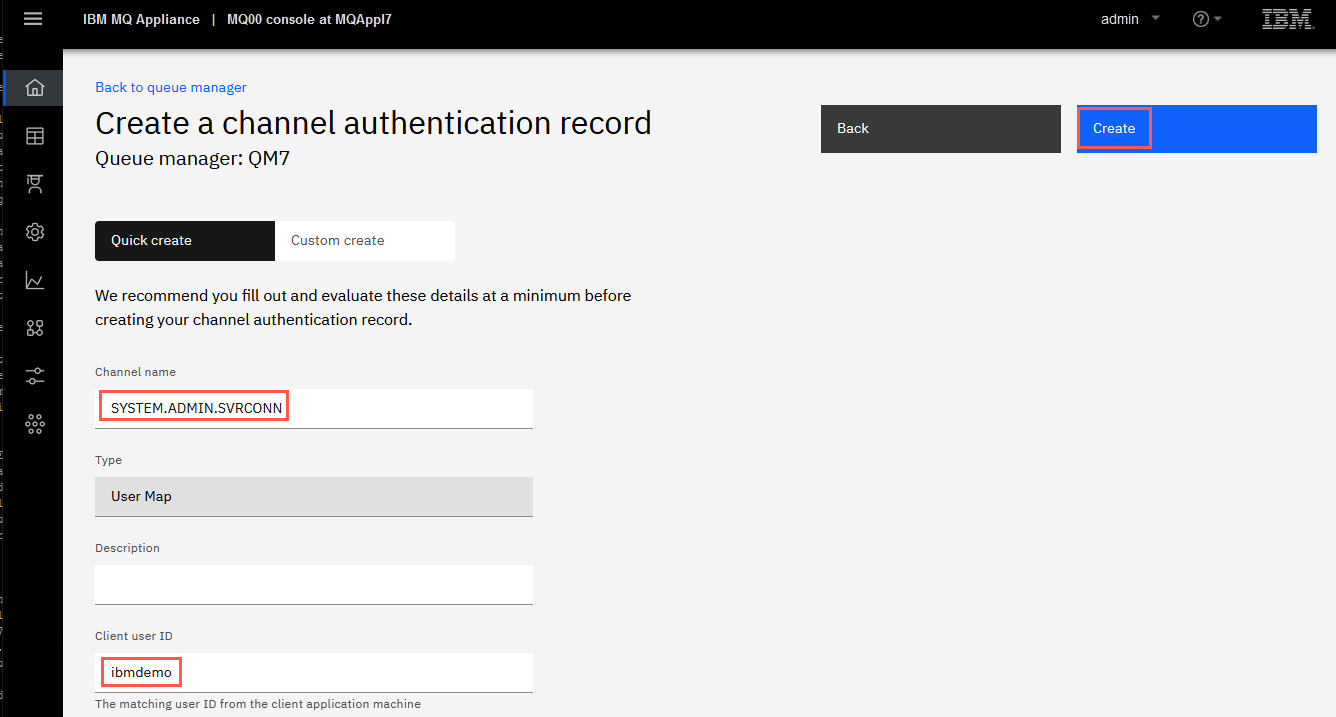 IBM MQ Appliance | MQ00 console at MQAppl7
admin
?
IBM.
Back to queue manager
Create a channel authentication record
Queue manager: QM7
Back
Create
Quick create
Custom create
We recommend you fill out and evaluate these details at a minimum before
creating your channel authentication record.
Channel name
SYSTEM.ADMIN.SVRCONN
Type
User Map
Description
Client user ID
ibmdemo
The matching user ID from the client application machine